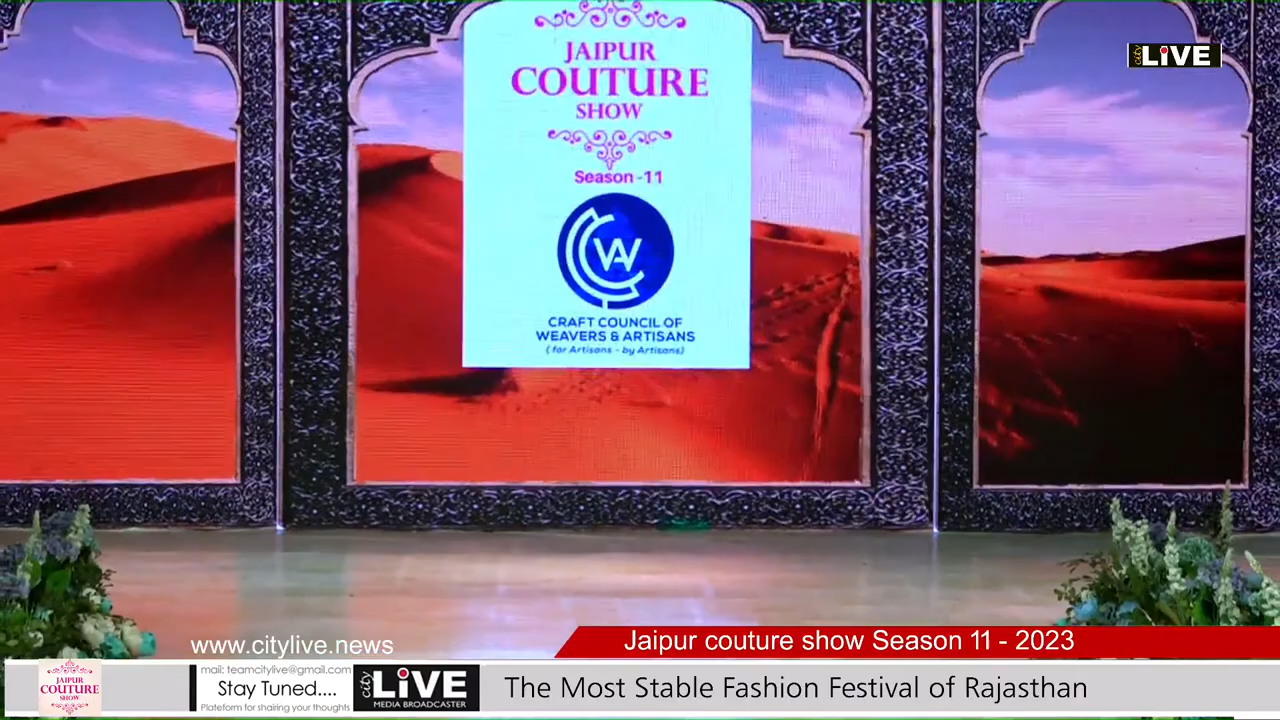 JAIPUR
COUTURE
SHOW
Season -11
CWA
CRAFT COUNCIL OF
WEAVERS & ARTISANS
( for Artisans - by Artisans)
city LiVE
www.citylive.news
Jaipur couture show Season 11 - 2023
JAIPUR
COUTURE
SHOW
mail: teamcitylive@gmail.com
Stay Tuned....
Plateform for shairing your thoughts
city LiVE
MEDIA BROADCASTER
The Most Stable Fashion Festival of Rajasthan